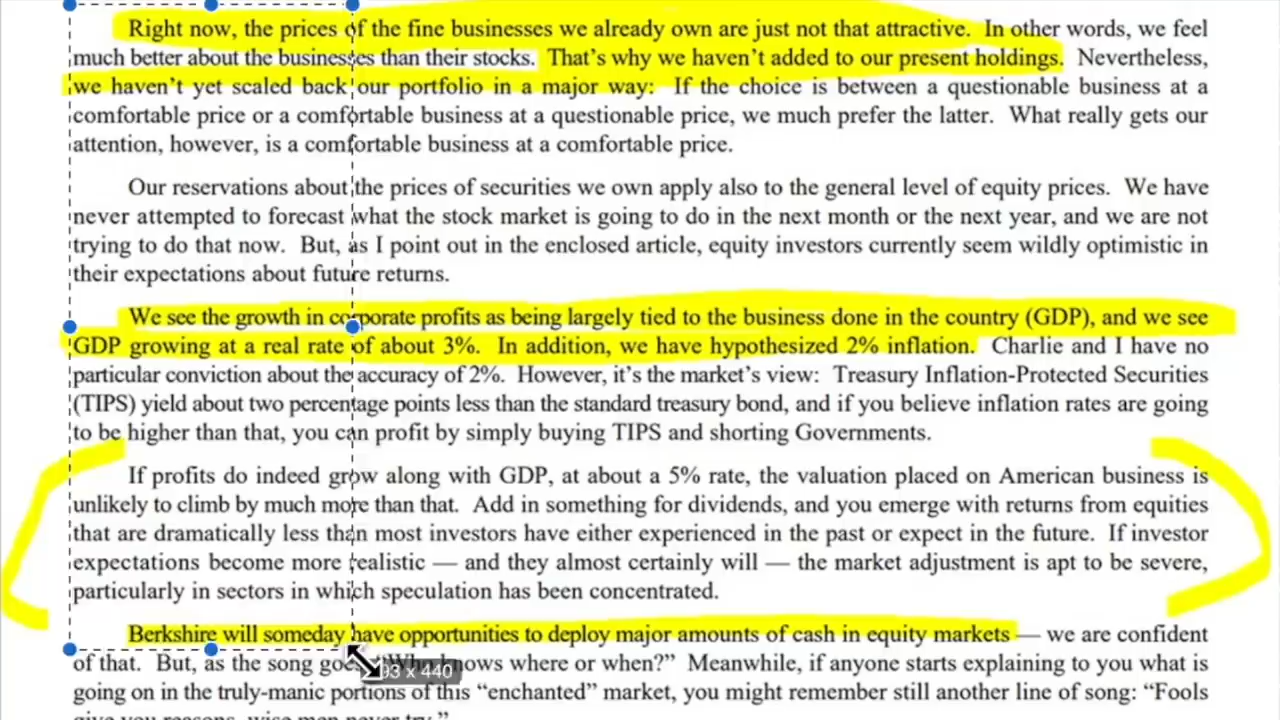 Right now, the prices of the fine businesses we already own are just not that attractive. In other words, we feel
much better about the businesses than their stocks. That's why we haven't added to our present holdings. Nevertheless,
we haven't yet scaled back our portfolio in a major way: If the choice is between a questionable business at a
comfortable price or a comfortable business at a questionable price, we much prefer the latter. What really gets our
attention, however, is a comfortable business at a comfortable price.
Our reservations about the prices of securities we own apply also to the general level of equity prices. We have
never attempted to forecast what the stock market is going to do in the next month or the next year, and we are not
trying to do that now. But, as I point out in the enclosed article, equity investors currently seem wildly optimistic in
their expectations about future returns.
We see the growth in corporate profits as being largely tied to the business done in the country (GDP), and we see
GDP growing at a real rate of about 3%. In addition, we have hypothesized 2% inflation. Charlie and I have no
particular conviction about the accuracy of 2%. However, it's the market's view: Treasury Inflation-Protected Securities
(TIPS) yield about two percentage points less than the standard treasury bond, and if you believe inflation rates are going
to be higher than that, you can profit by simply buying TIPS and shorting Governments.
If profits do indeed grow along with GDP, at about a 5% rate, the valuation placed on American business is
unlikely to climb by much more than that. Add in something for dividends, and you emerge with returns from equities
that are dramatically less than most investors have either experienced in the past or expect in the future. If investor
expectations become more realistic — and they almost certainly will — the market adjustment is apt to be severe,
particularly in sectors in which speculation has been concentrated.
Berkshire will someday have opportunities to deploy major amounts of cash in equity markets — we are confident
of that. But, as the song knows where or when?" Meanwhile, if anyone starts explaining to you what is
going on in the truly-manic portions of this "enchanted" market, you might remember still another line of song: "Fools
give you reasons, wise men never try."